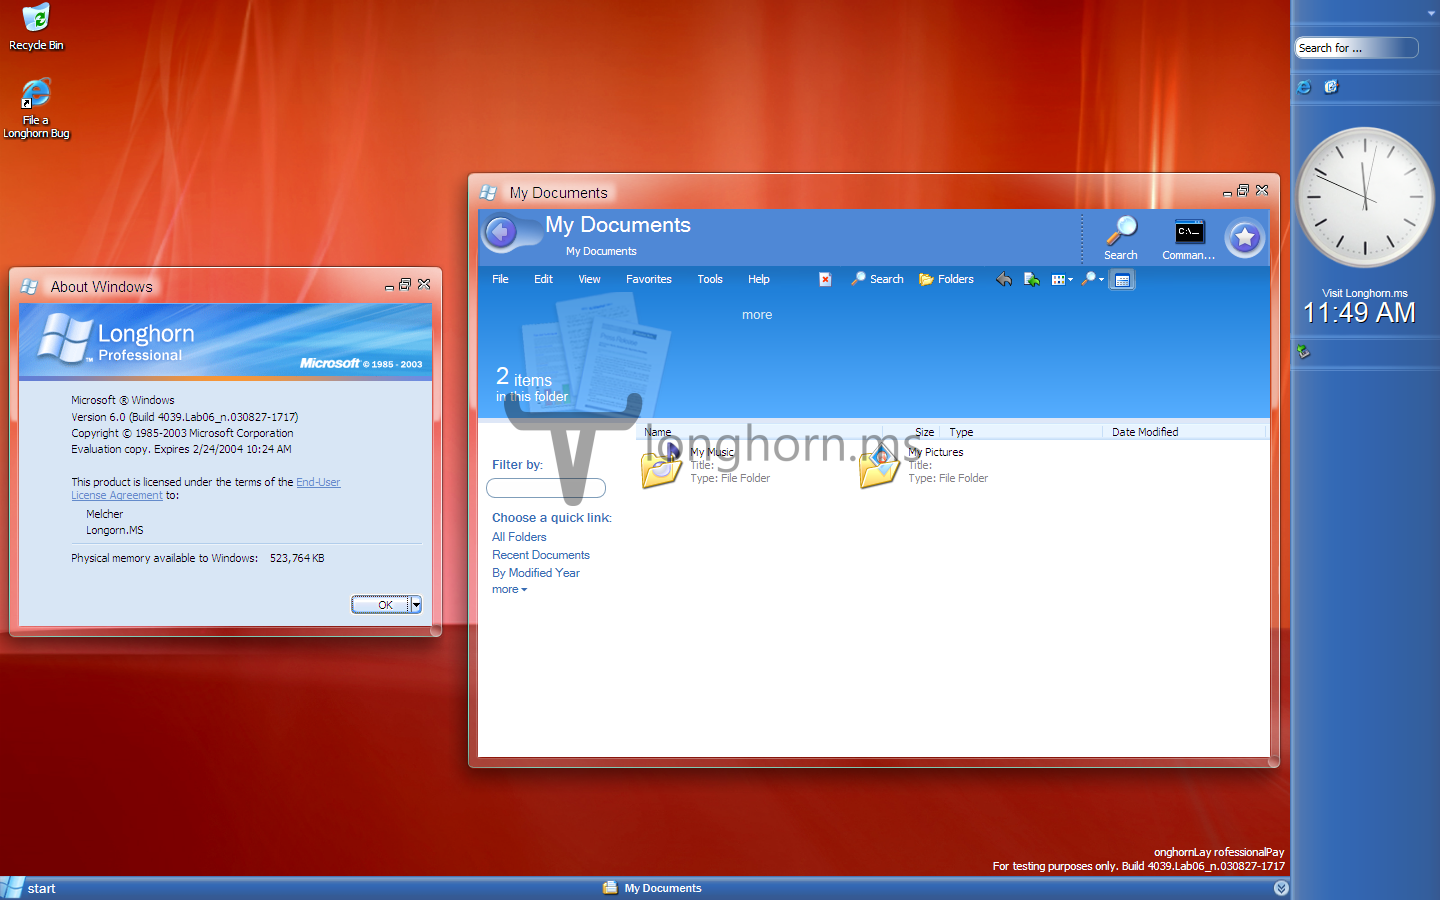 Recycle Bin
File a
Longhorn Bug
About Windows
Longhorn
™ Professional
Microsoft © 1985 - 2003
Microsoft ® Windows
Version 6.0 (Build 4039.Lab06_n.030827-1717)
Copyright © 1985-2003 Microsoft Corporation
Evaluation copy. Expires 2/24/2004 10:24 AM
This product is licensed under the terms of the End-User
License Agreement to:
Melcher
Longorn.MS
Physical memory available to Windows: 523,764 KB
OK
My Documents
My Documents
My Documents
Search
C:\_
Comman...
File Edit View Favorites Tools Help Search Folders
more
Press Release
2 items
in this folder
longhorn.ms
Name Size Type Date Modified
My Music
Title:
Type: File Folder
My Pictures
Title:
Type: File Folder
Filter by:
Choose a quick link:
All Folders
Recent Documents
By Modified Year
more
Search for ...
Visit Longhorn.ms
11:49 AM
onghornLay rofessionalPay
For testing purposes only. Build 4039.Lab06_n.030827-1717
start
My Documents